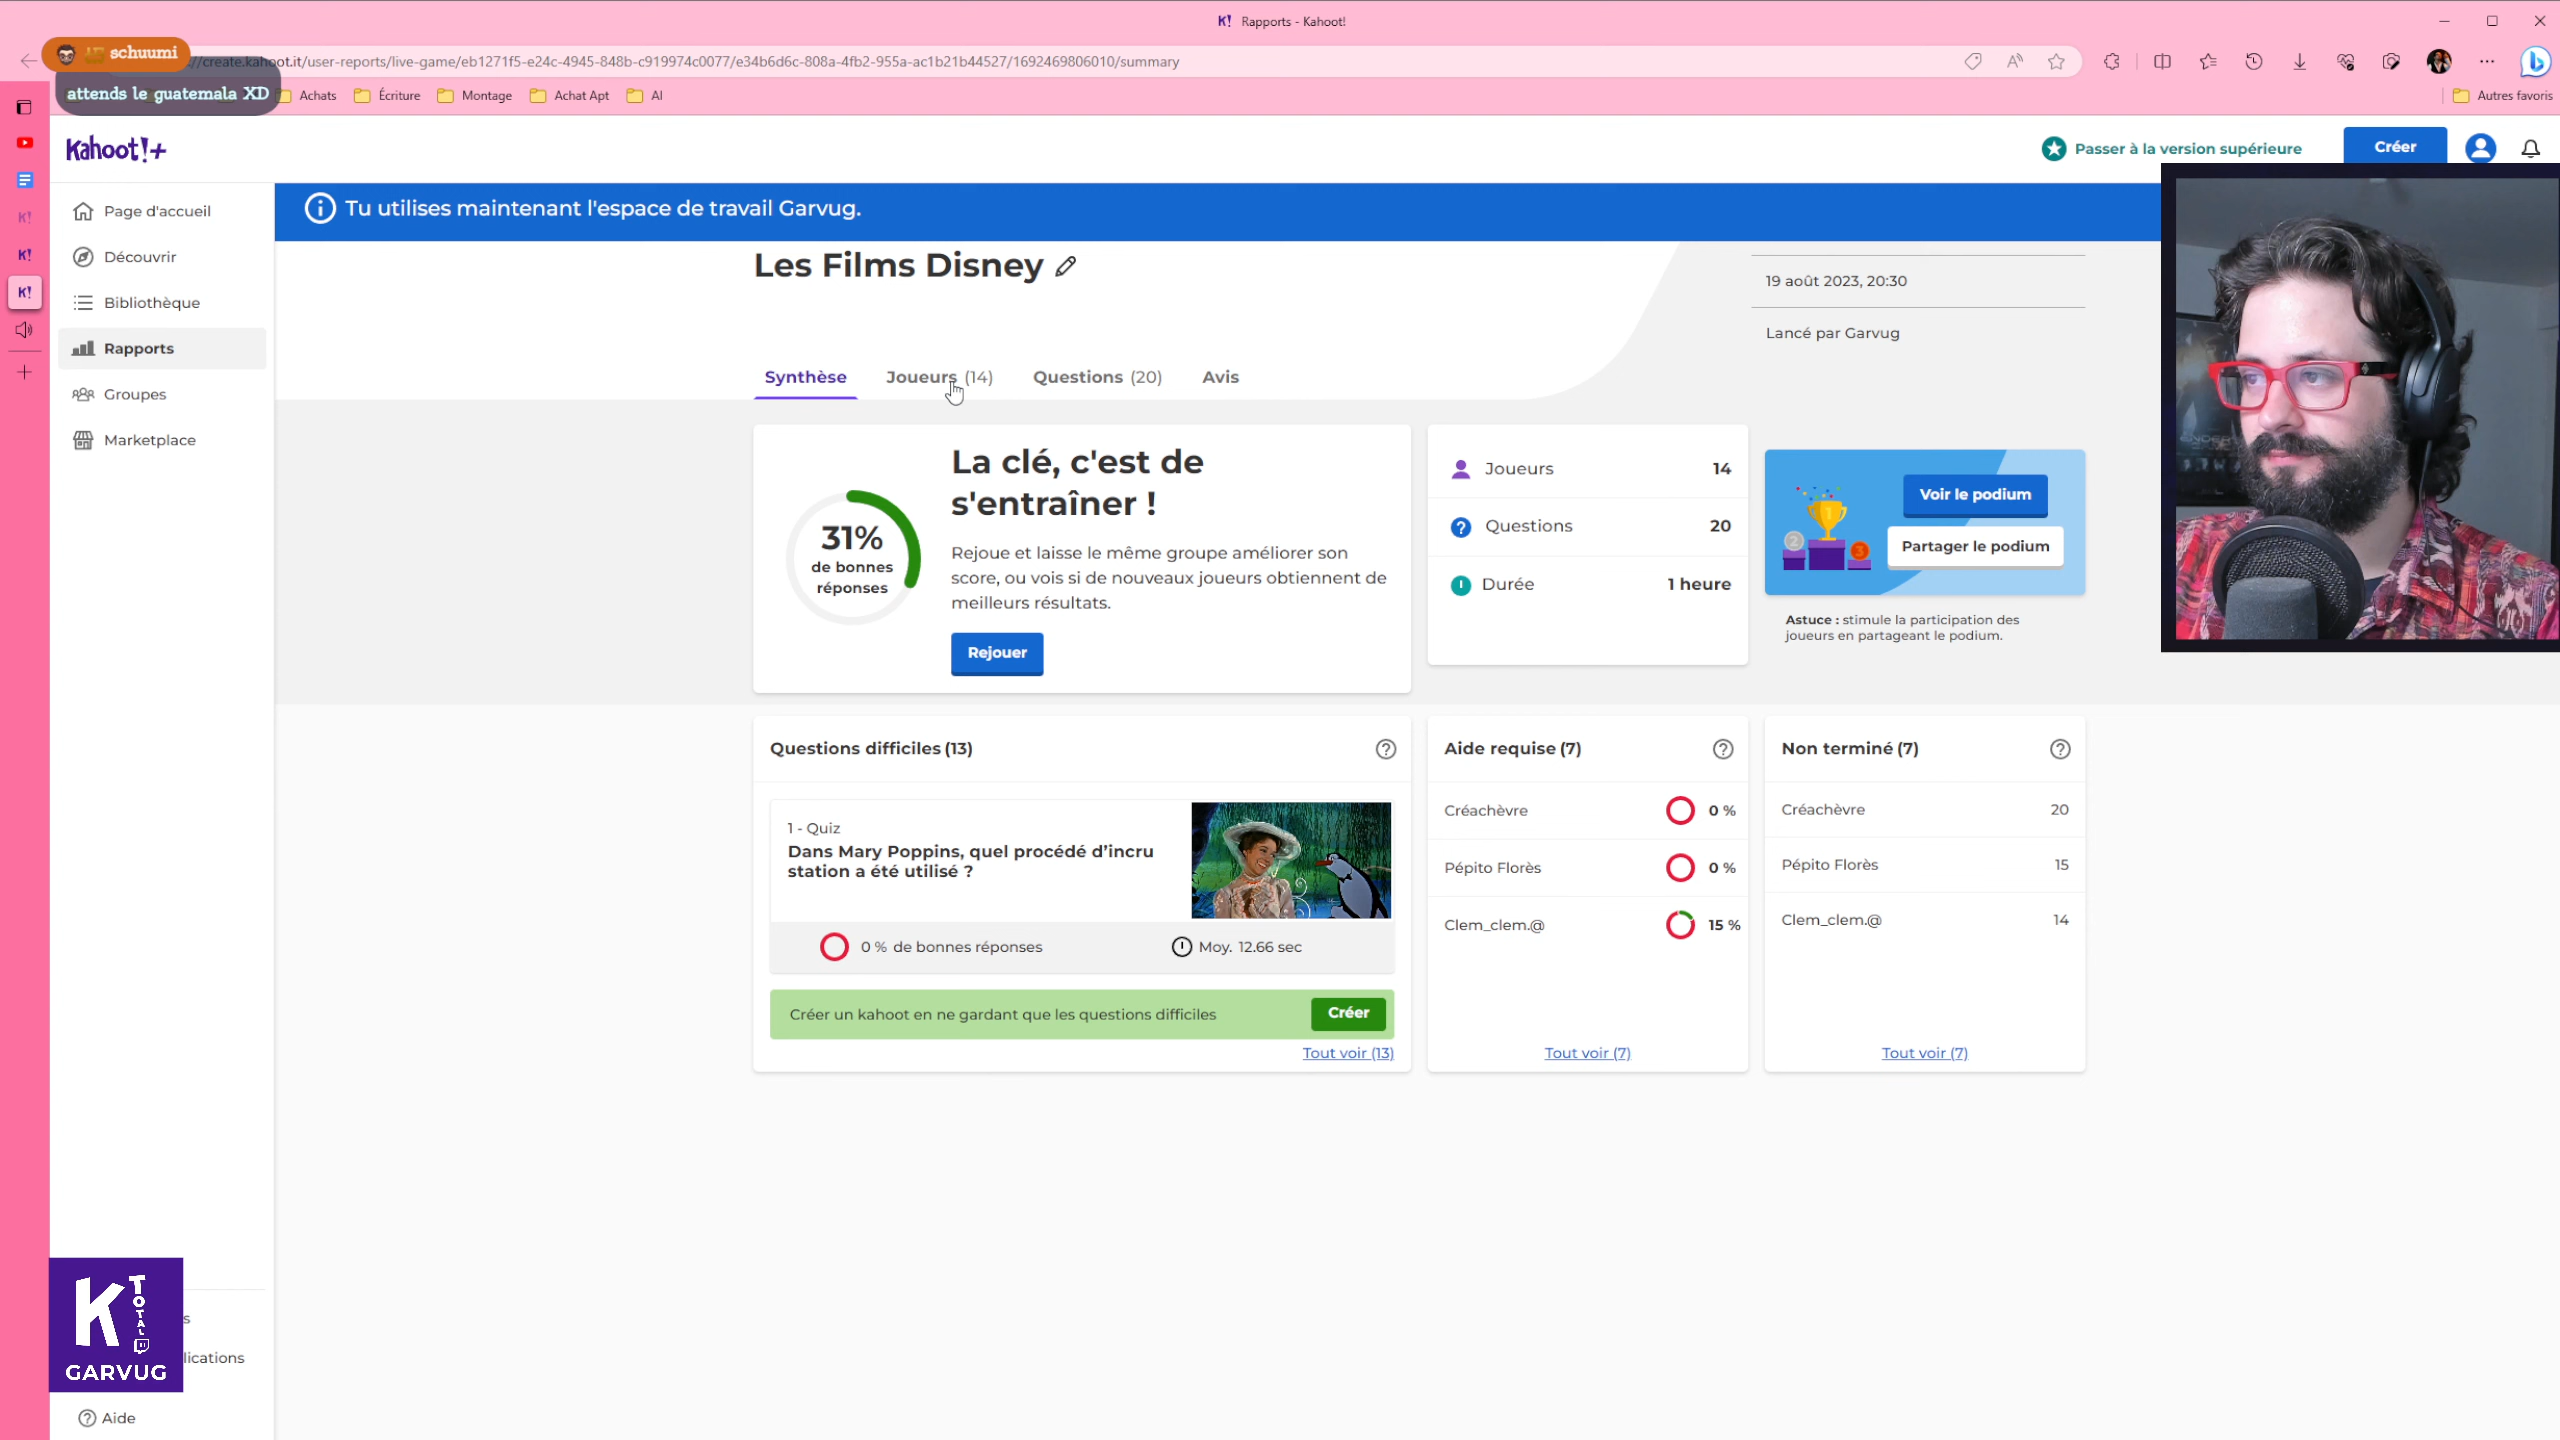 K! Rapports - Kahoot!
schuumi
//create.kahoot.it/user-reports/live-game/eb1271f5-e24c-4945-848b-c919974c0077/e34b6d6c-808a-4fb2-955a-ac1b21b44527/1692469806010/summary
attends le guatemala XD
Achats
Écriture
Montage
Achat Apt
AI
Autres favoris
Kahoot!+
Passer à la version supérieure
Créer
Page d'accueil
Découvrir
Bibliothèque
Rapports
Groupes
Marketplace
Tu utilises maintenant l'espace de travail Garvug.
Les Films Disney
19 août 2023, 20:30
Lancé par Garvug
Synthèse
Joueurs (14)
Questions (20)
Avis
31%
de bonnes
réponses
La clé, c'est de
s'entraîner !
Rejoue et laisse le même groupe améliorer son
score, ou vois si de nouveaux joueurs obtiennent de
meilleurs résultats.
Rejouer
Joueurs 14
Questions 20
Durée 1 heure
Voir le podium
Partager le podium
Astuce : stimule la participation des
joueurs en partageant le podium.
Questions difficiles (13)
1 - Quiz
Dans Mary Poppins, quel procédé d'incru
station a été utilisé ?
0 % de bonnes réponses
Moy. 12.66 sec
Créer un kahoot en ne gardant que les questions difficiles
Créer
Tout voir (13)
Aide requise (7)
Créachèvre 0 %
Pépito Florès 0 %
Clem_clem.@ 15 %
Tout voir (7)
Non terminé (7)
Créachèvre 20
Pépito Florès 15
Clem_clem.@ 14
Tout voir (7)
K TOTAL
GARVUG
s
lications
Aide